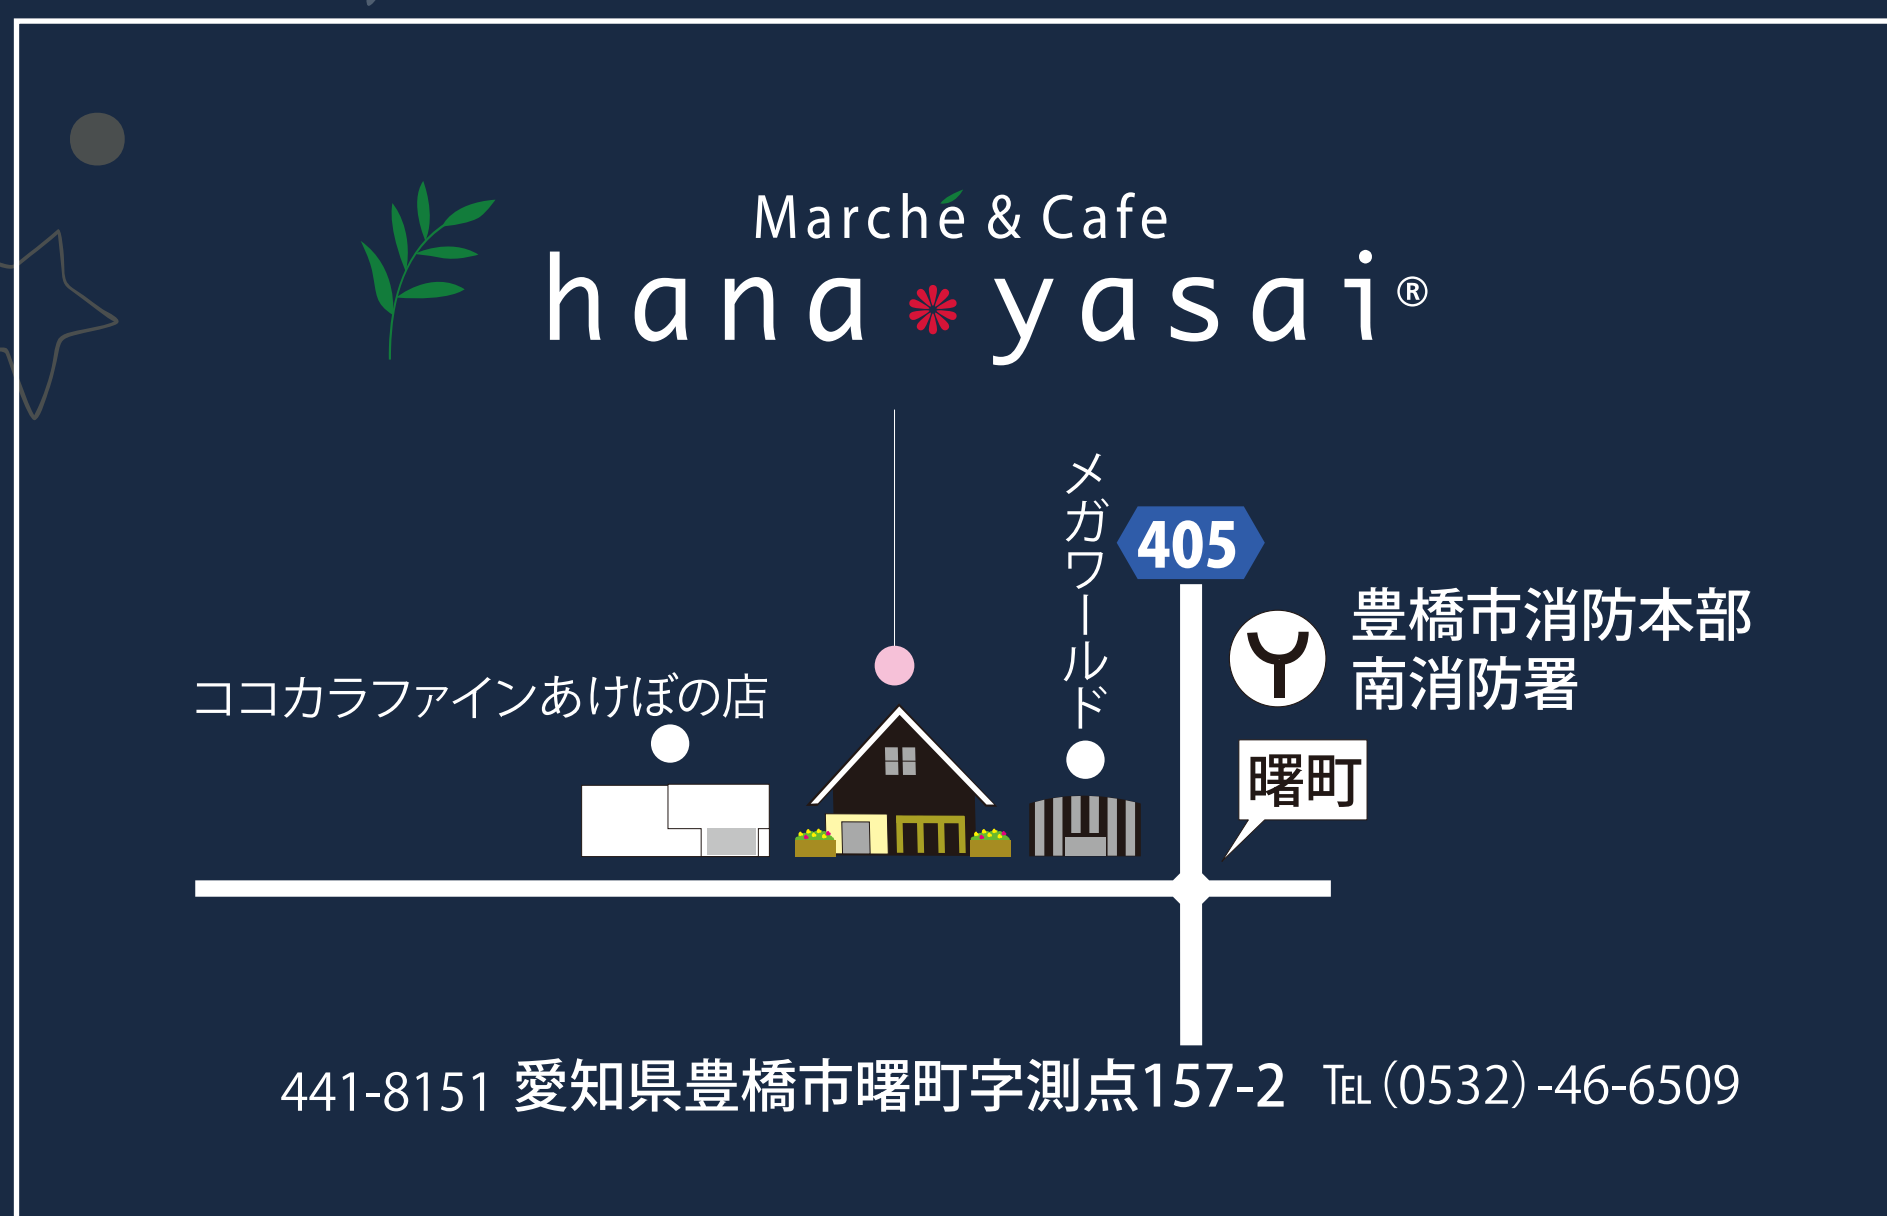 Marché & Cafe
hana yasai®
メガワールド
405
豊橋市消防本部
南消防署
ココカラファインあけぼの店
曙町
441-8151 愛知県豊橋市曙町字測点157-2 TEL(0532)-46-6509